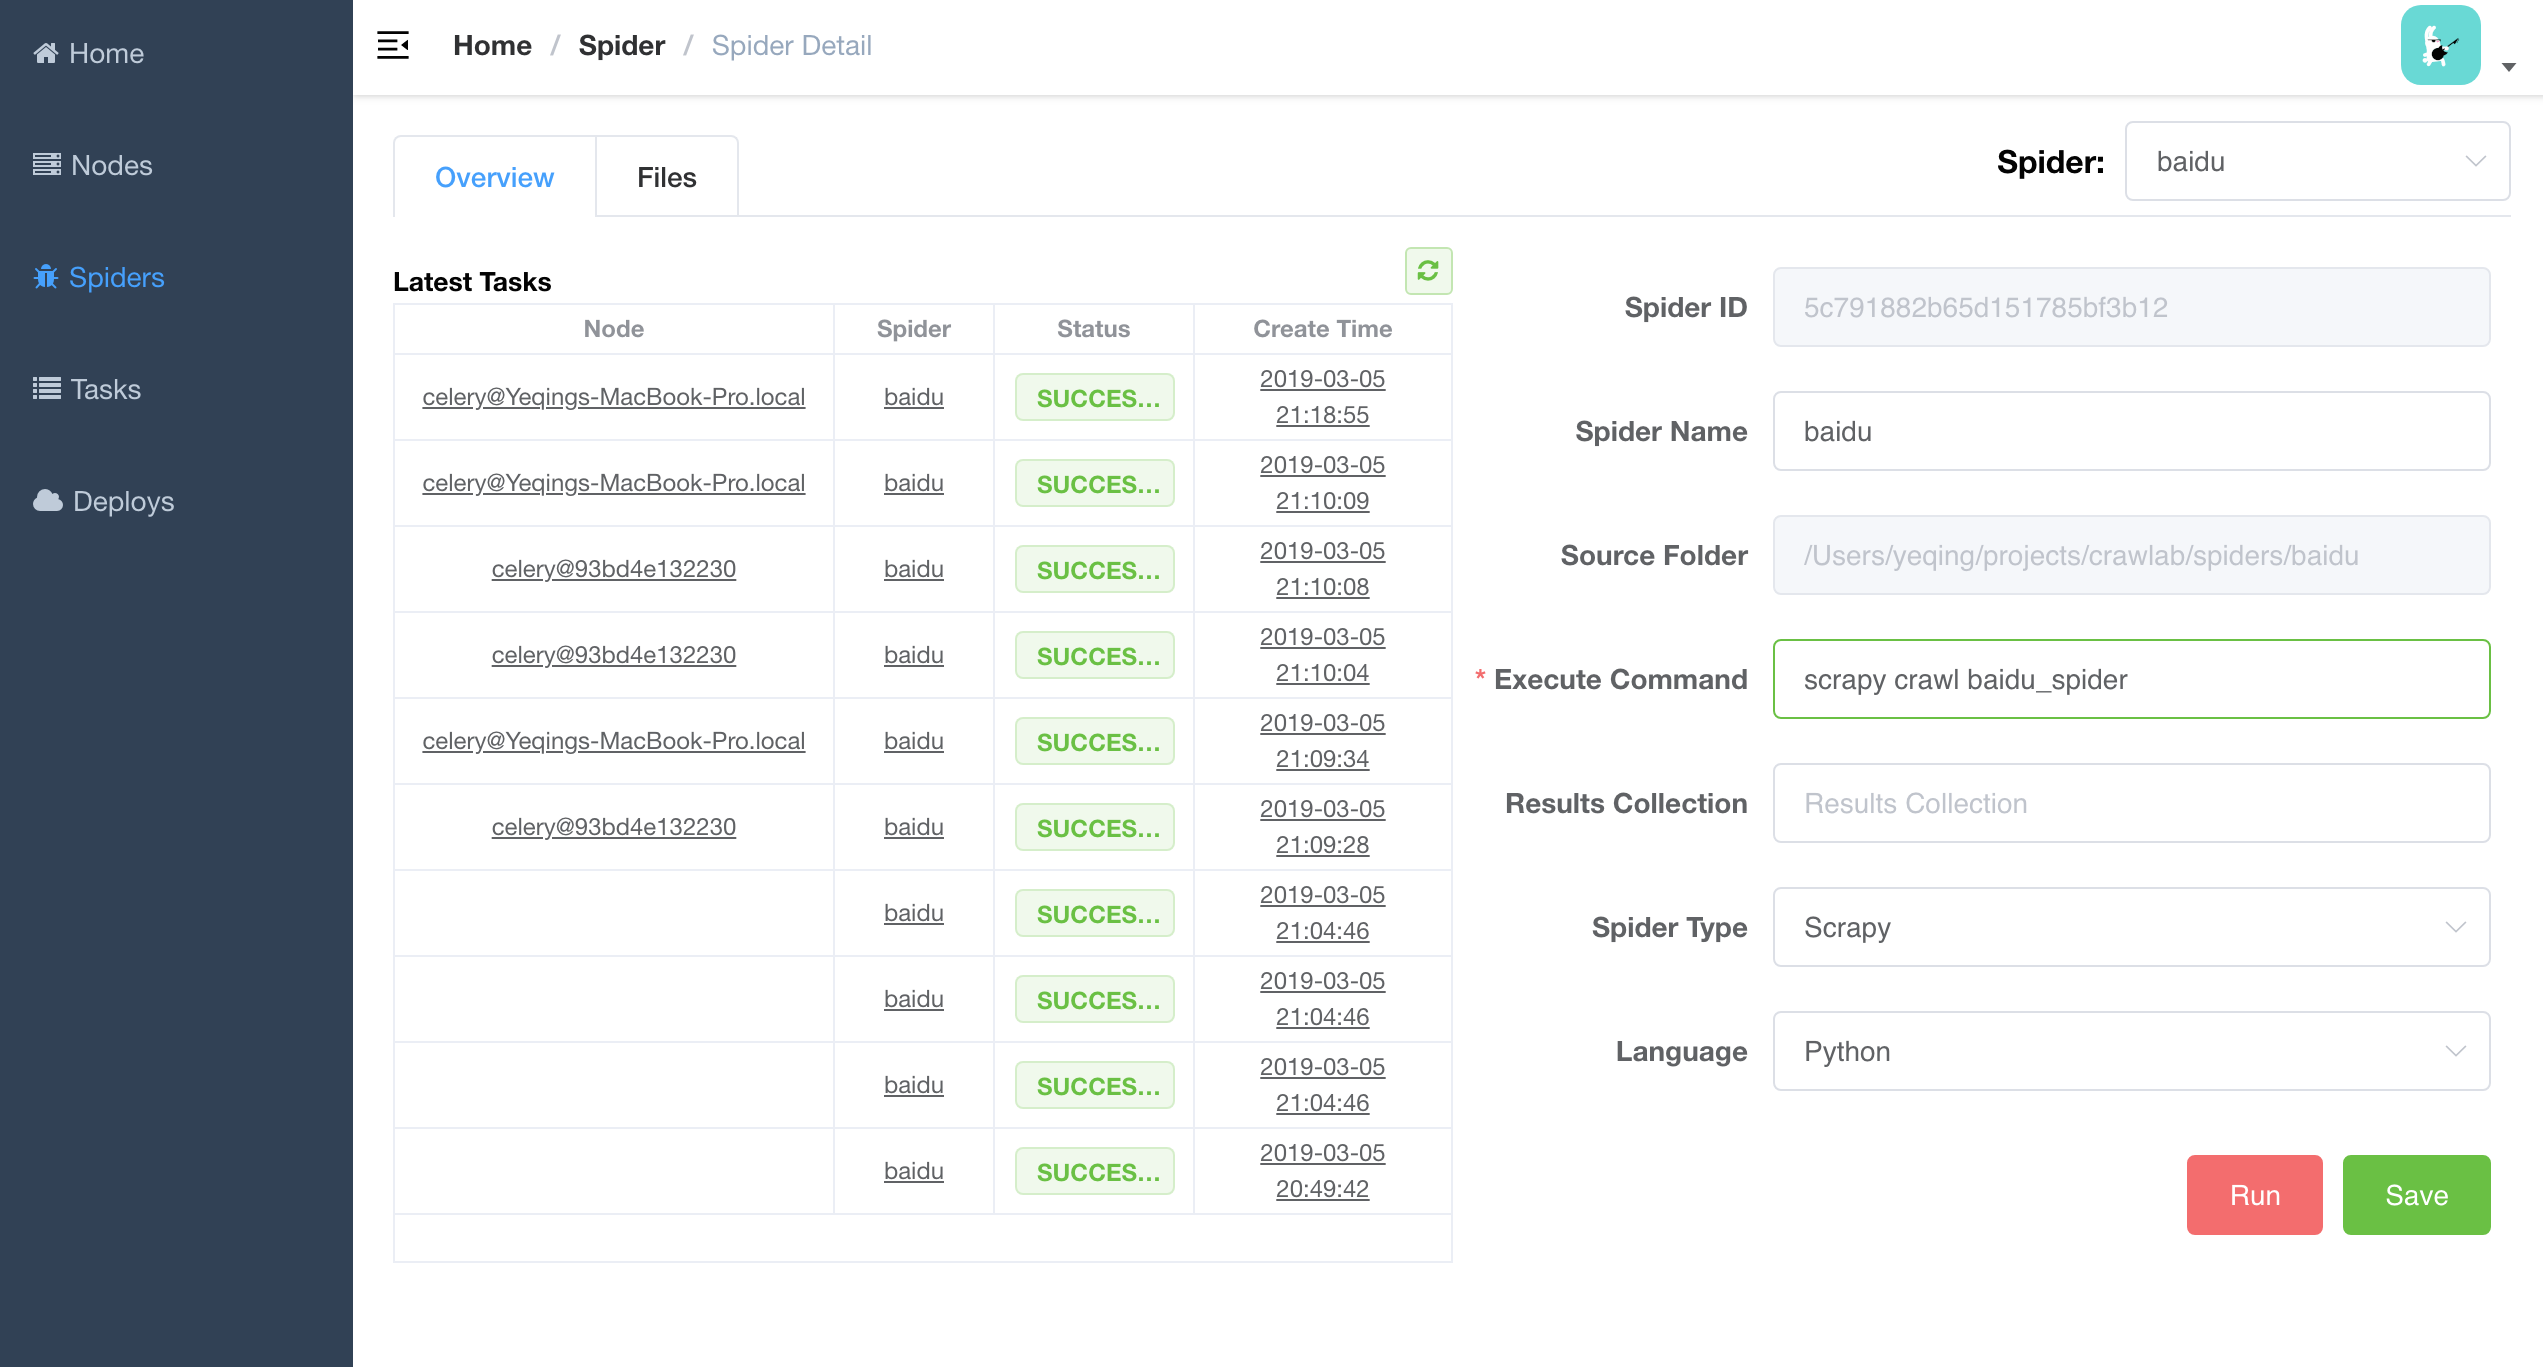 Home
Nodes
Spiders
Tasks
Deploys
Home / Spider / Spider Detail
Overview Files
Spider: baidu
Latest Tasks
Node Spider Status Create Time
celery@Yeqings-MacBook-Pro.local baidu SUCCES... 2019-03-05
21:18:55
celery@Yeqings-MacBook-Pro.local baidu SUCCES... 2019-03-05
21:10:09
celery@93bd4e132230 baidu SUCCES... 2019-03-05
21:10:08
celery@93bd4e132230 baidu SUCCES... 2019-03-05
21:10:04
celery@Yeqings-MacBook-Pro.local baidu SUCCES... 2019-03-05
21:09:34
celery@93bd4e132230 baidu SUCCES... 2019-03-05
21:09:28
baidu SUCCES... 2019-03-05
21:04:46
baidu SUCCES... 2019-03-05
21:04:46
baidu SUCCES... 2019-03-05
21:04:46
baidu SUCCES... 2019-03-05
20:49:42
Spider ID 5c791882b65d151785bf3b12
Spider Name baidu
Source Folder /Users/yeqing/projects/crawlab/spiders/baidu
* Execute Command scrapy crawl baidu_spider
Results Collection Results Collection
Spider Type Scrapy
Language Python
Run Save